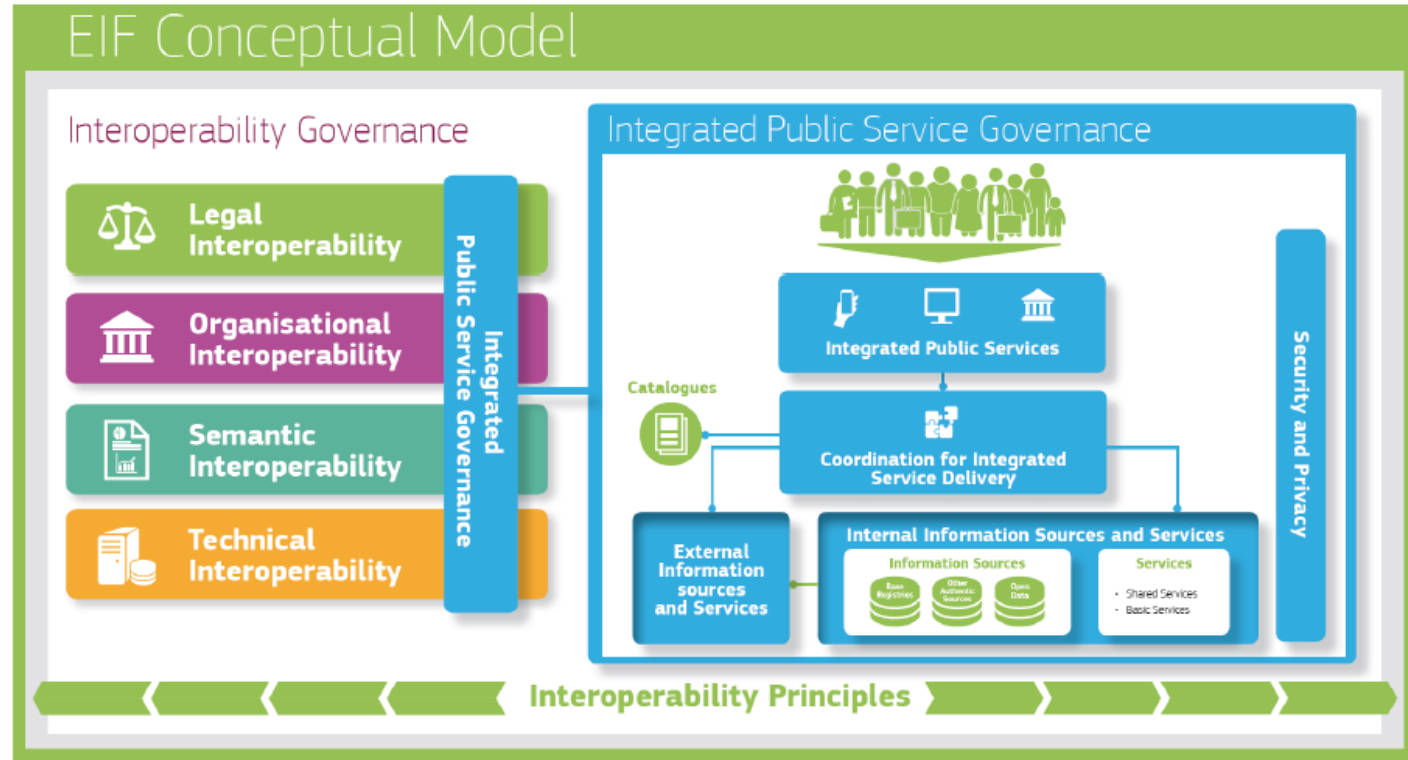 EIF Conceptual Model
Interoperability Governance
Legal
Interoperability
Organisational
Interoperability
Semantic
Interoperability
Technical
Interoperability
Integrated
Public Service Governance
Integrated Public Service Governance
Integrated Public Services
Catalogues
Coordination for Integrated
Service Delivery
External
Information
sources
and Services
Internal Information Sources and Services
Information Sources
Base
Registries
Other
Authentic
Sources
Open
Data
Services
- Shared Services
- Basic Services
Security and Privacy
Interoperability Principles